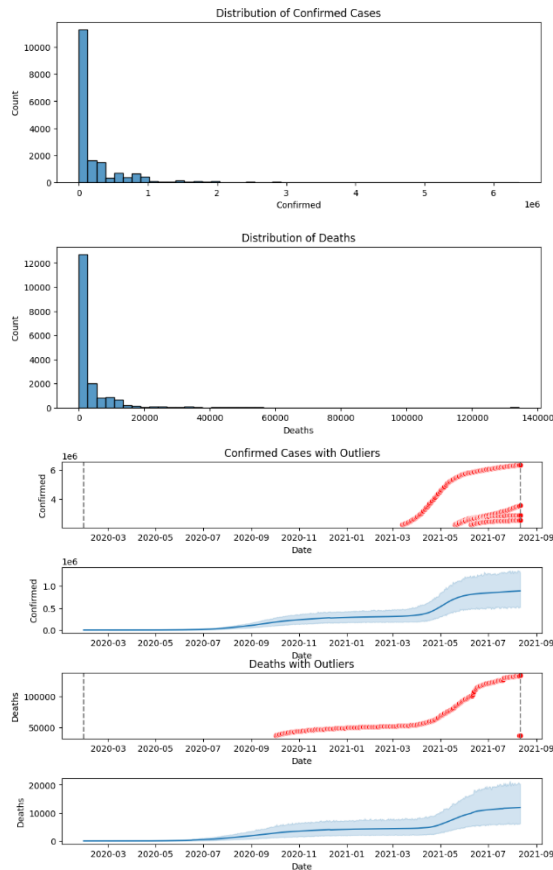 Distribution of Confirmed Cases
10000
8000
6000
4000
2000
0
Count
0 1 2 3 4 5 6
Confirmed
1e6
Distribution of Deaths
12000
10000
8000
6000
4000
2000
0
Count
0 20000 40000 60000 80000 100000 120000 140000
Deaths
Confirmed Cases with Outliers
1e6
6
4
Confirmed
2020-03 2020-05 2020-07 2020-09 2020-11 2021-01 2021-03 2021-05 2021-07 2021-09
Date
1e6
1.0
0.5
0.0
Confirmed
2020-03 2020-05 2020-07 2020-09 2020-11 2021-01 2021-03 2021-05 2021-07 2021-09
Date
Deaths with Outliers
100000
50000
Deaths
2020-03 2020-05 2020-07 2020-09 2020-11 2021-01 2021-03 2021-05 2021-07 2021-09
Date
20000
10000
0
Deaths
2020-03 2020-05 2020-07 2020-09 2020-11 2021-01 2021-03 2021-05 2021-07 2021-09
Date